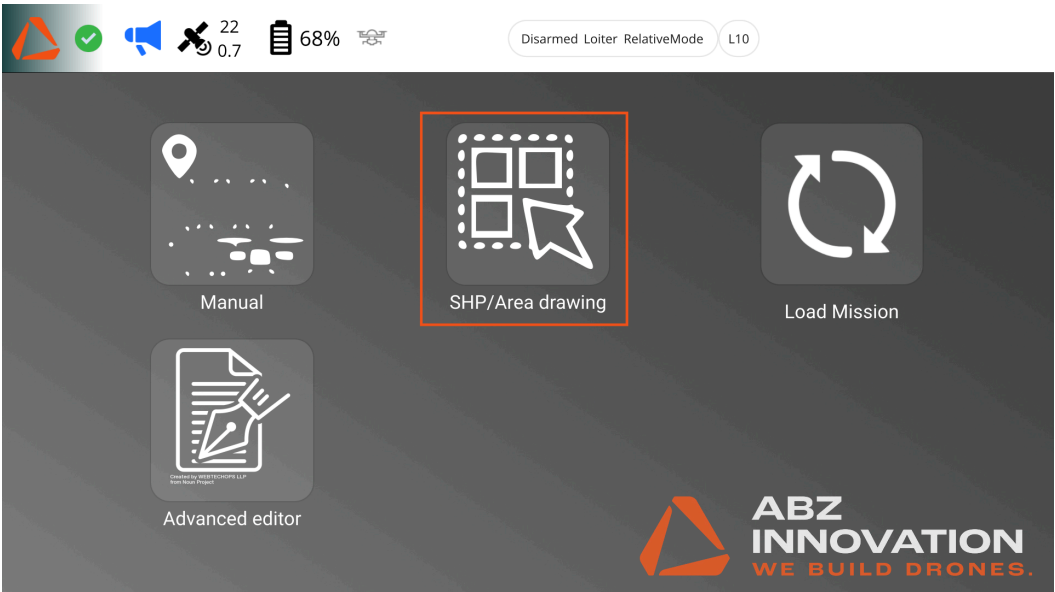 22
0.7
68%
Disarmed Loiter RelativeMode
L10
Manual
SHP/Area drawing
Load Mission
Created by WEBTECHOPS LLP
from Noun Project
Advanced editor
ABZ
INNOVATION
WE BUILD DRONES.